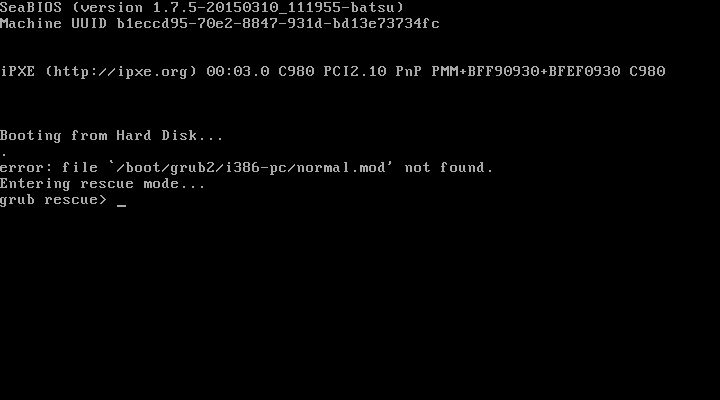 SeaBIOS (version 1.7.5-20150310_111955-batsu)
Machine UUID b1eccd95-70e2-8847-931d-bd13e73734fc
iPXE (http://ipxe.org) 00:03.0 C980 PCI2.10 PnP PMM+BFF90930+BFEF0930 C980
Booting from Hard Disk...
.
error: file `/boot/grub2/i386-pc/normal.mod' not found.
Entering rescue mode...
grub rescue> _